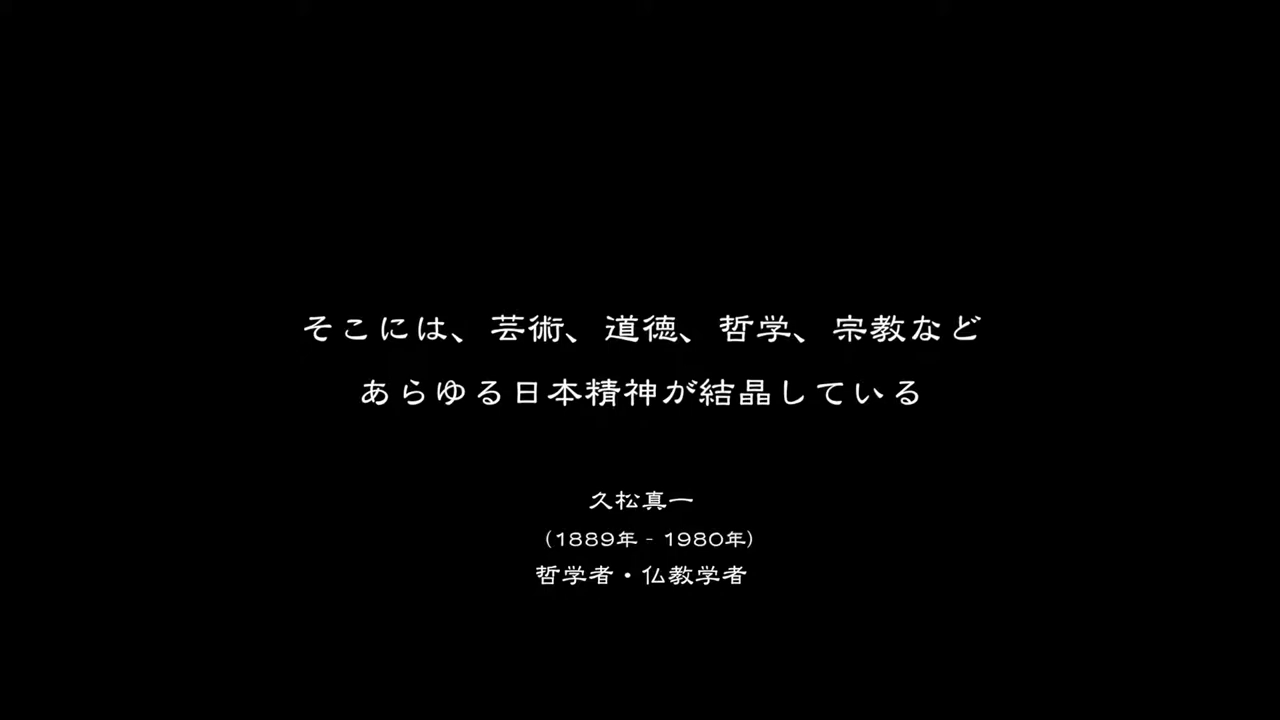 そこには、芸術、道徳、哲学、宗教など
あらゆる日本精神が結晶している
久松真一
(1889年 - 1980年)
哲学者・仏教学者